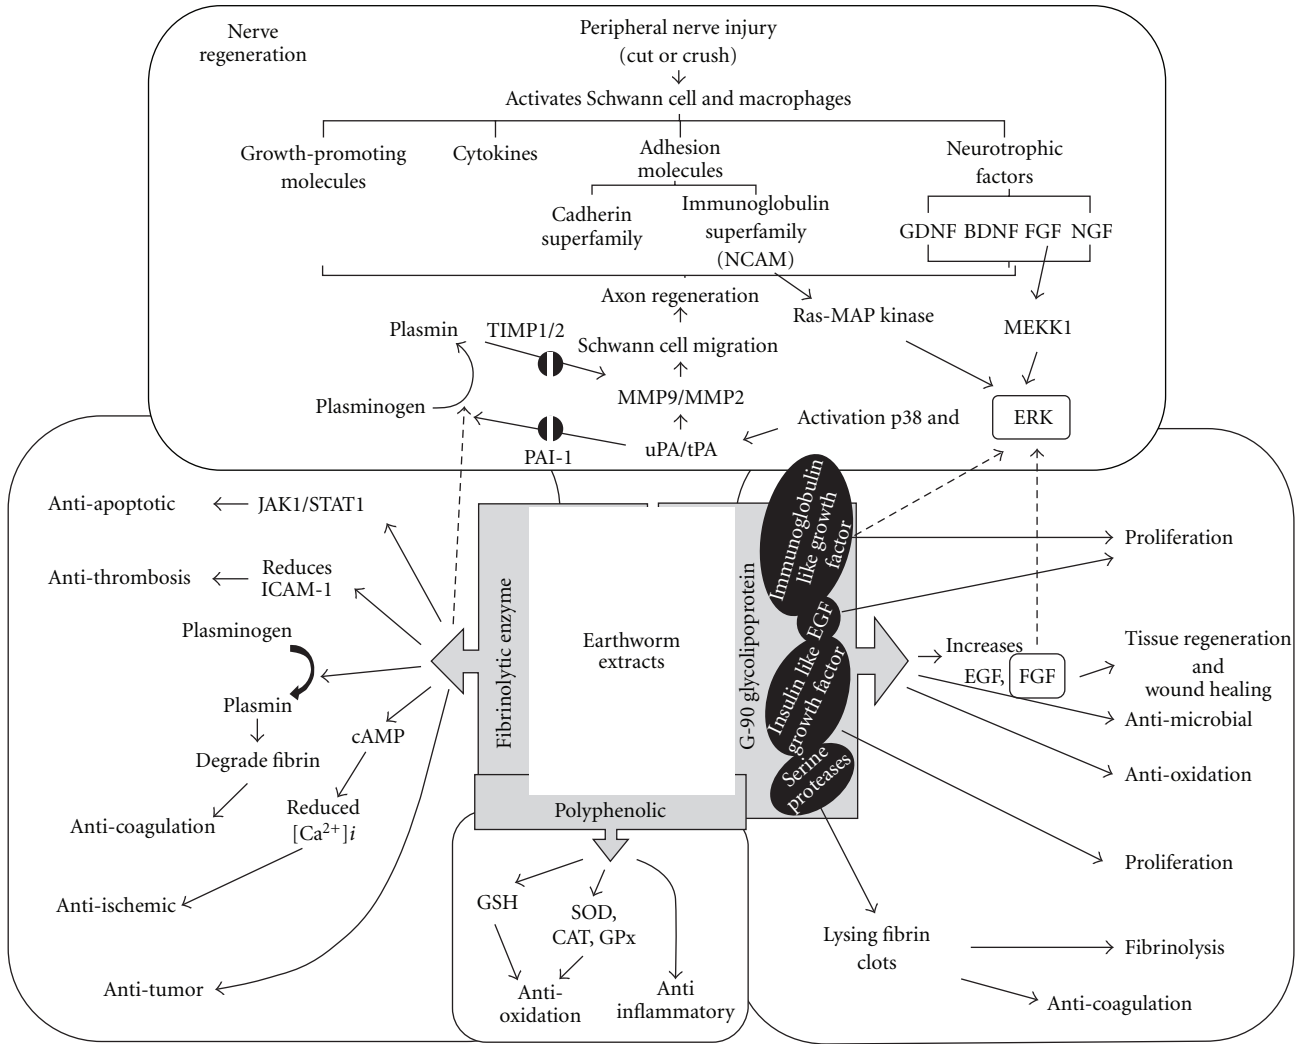 Nerve
regeneration
Peripheral nerve injury
(cut or crush)
Activates Schwann cell and macrophages
Growth-promoting
molecules
Cytokines
Adhesion
molecules
Neurotrophic
factors
Cadherin
superfamily
Immunoglobulin
superfamily
(NCAM)
GDNF BDNF FGF NGF
Axon regeneration
Ras-MAP kinase
MEKK1
Plasmin
TIMP1/2
Schwann cell migration
Plasminogen
MMP9/MMP2
Activation p38 and
ERK
PAI-1
uPA/tPA
Anti-apoptotic
JAK1/STAT1
Anti-thrombosis
Reduces
ICAM-1
Plasminogen
Plasmin
Degrade fibrin
Anti-coagulation
cAMP
Reduced
[Ca²⁺]i
Anti-ischemic
Anti-tumor
Fibrinolytic enzyme
Earthworm
extracts
G-90 glycolipoprotein
Polyphenolic
Immunoglobulin
like growth
factor
EGF
Insulin like
growth factor
Serine
proteases
GSH
SOD,
CAT, GPx
Anti-
oxidation
Anti
inflammatory
Proliferation
Increases
EGF, FGF
Tissue regeneration
and
wound healing
Anti-microbial
Anti-oxidation
Proliferation
Lysing fibrin
clots
Fibrinolysis
Anti-coagulation